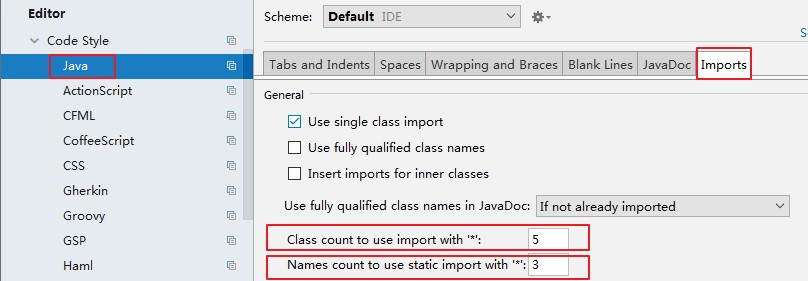 Editor
Code Style
Java
ActionScript
CFML
CoffeeScript
CSS
Gherkin
Groovy
GSP
Haml
Scheme: Default IDE
S
Tabs and Indents Spaces Wrapping and Braces Blank Lines JavaDoc Imports
General
Use single class import
Use fully qualified class names
Insert imports for inner classes
Use fully qualified class names in JavaDoc: If not already imported
Class count to use import with '*': 5
Names count to use static import with '*': 3